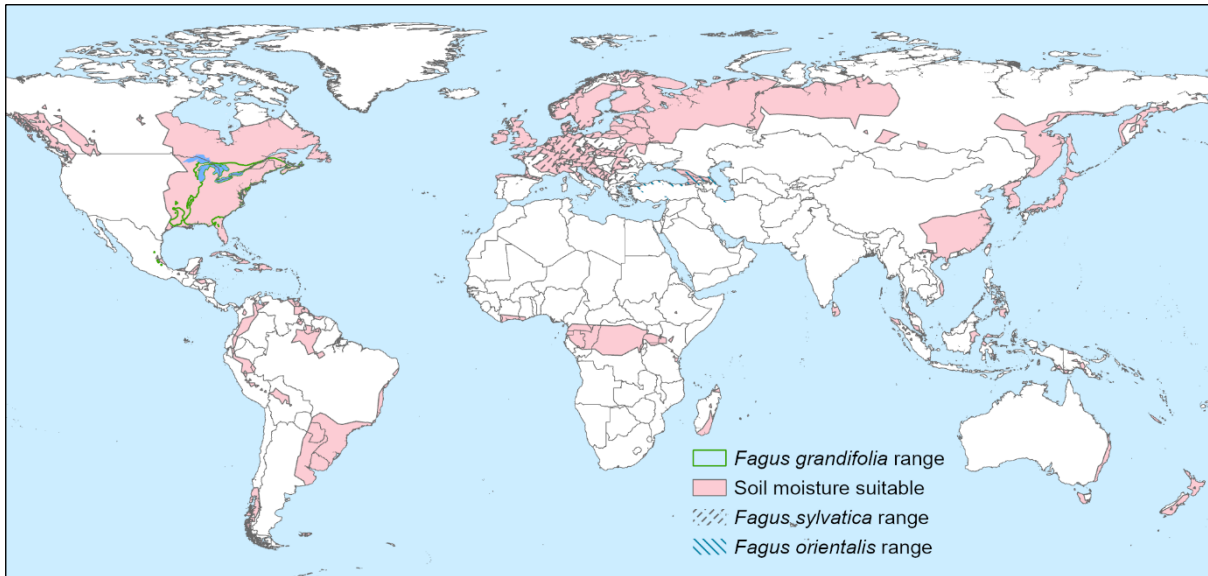 Fagus grandifolia range
Soil moisture suitable
Fagus sylvatica range
Fagus orientalis range